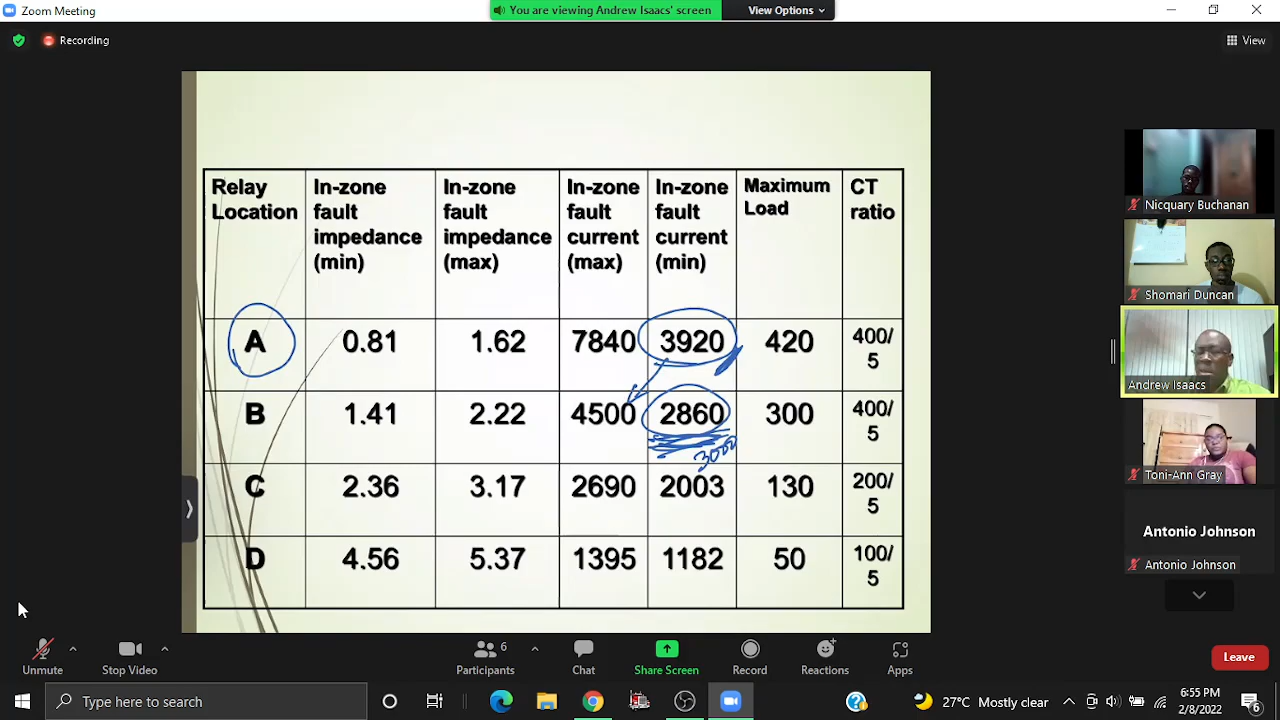 Zoom Meeting
You are viewing Andrew Isaacs' screen
View Options
Recording
View
Relay Location
In-zone fault impedance (min)
In-zone fault impedance (max)
In-zone fault current (max)
In-zone fault current (min)
Maximum Load
CT ratio
A 0.81 1.62 7840 3920 420 400/5
B 1.41 2.22 4500 2860 300 400/5
3000
C 2.36 3.17 2690 2003 130 200/5
D 4.56 5.37 1395 1182 50 100/5
Nicquary Buchanan
Shomari Duncan
Andrew Isaacs
Toni-Ann Gray
Antonio Johnson
Antonio Johnson
Unmute
Stop Video
6
Participants
Chat
Share Screen
Record
Reactions
Apps
Leave
Type here to search
27°C Mostly clear
6:55 PM
2/8/2022
6